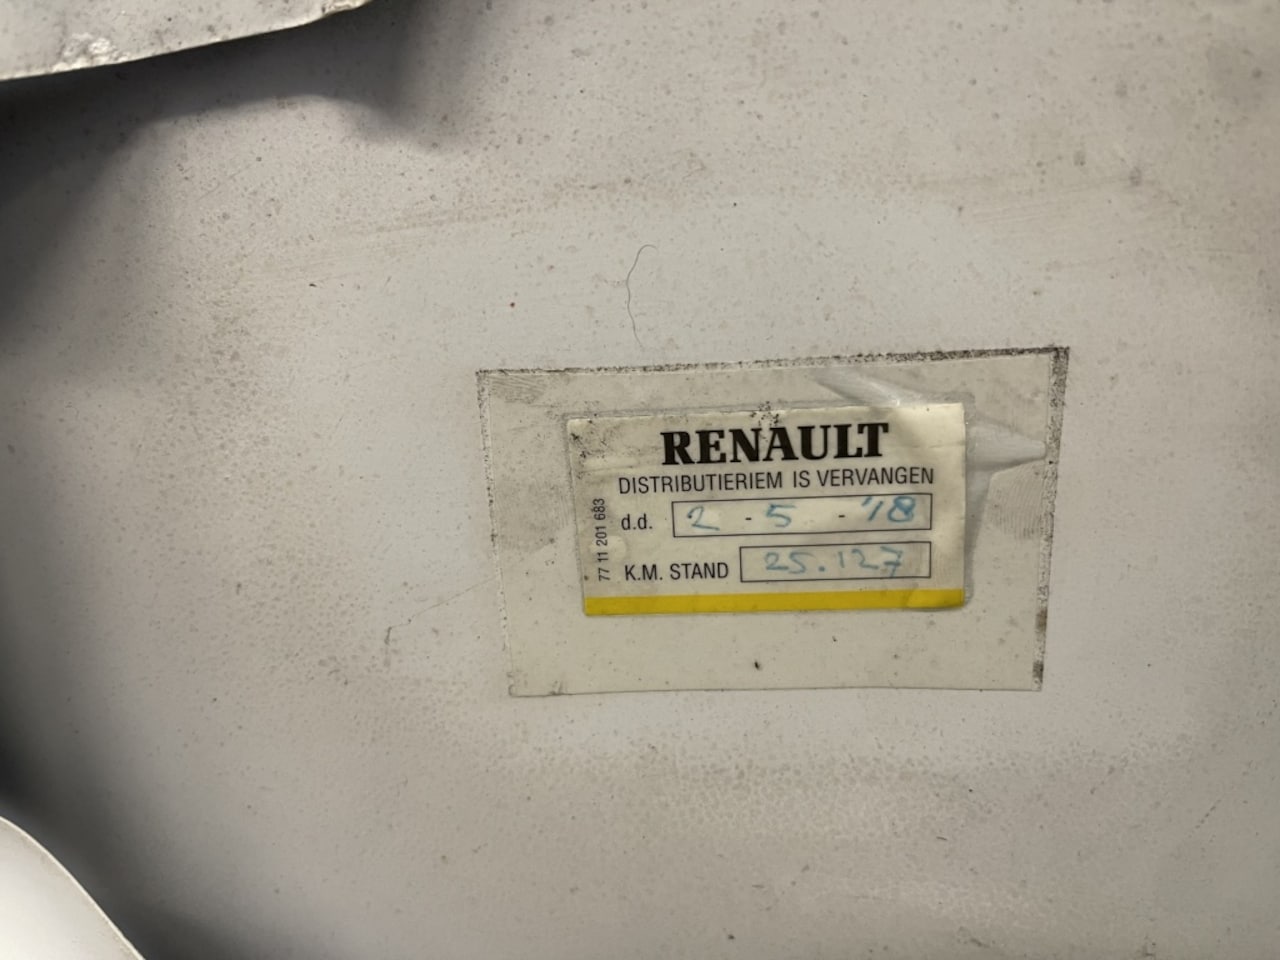 RENAULT
DISTRIBUTIERIEM IS VERVANGEN
d.d. 2 - 5 - '18
K.M. STAND 25.127
77 11 201 683